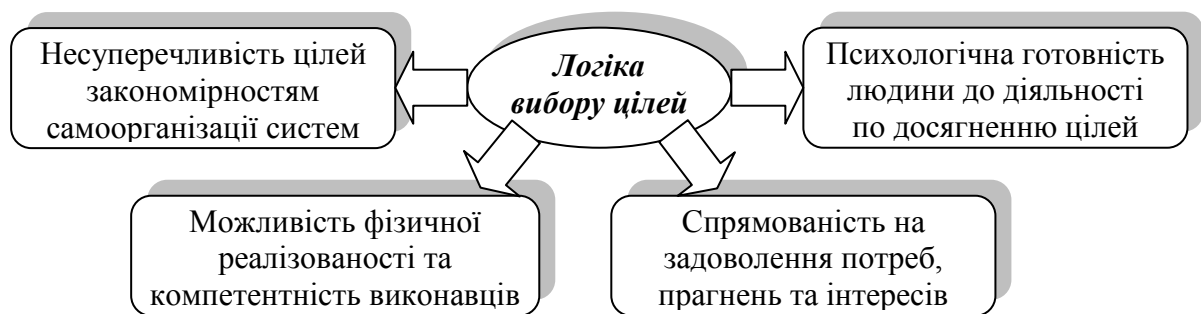 Несуперечливість цілей
закономірностям
самоорганізації систем
Логіка
вибору цілей
Психологічна готовність
людини до діяльності
по досягненню цілей
Можливість фізичної
реалізованості та
компетентність виконавців
Спрямованість на
задоволення потреб,
прагнень та інтересів